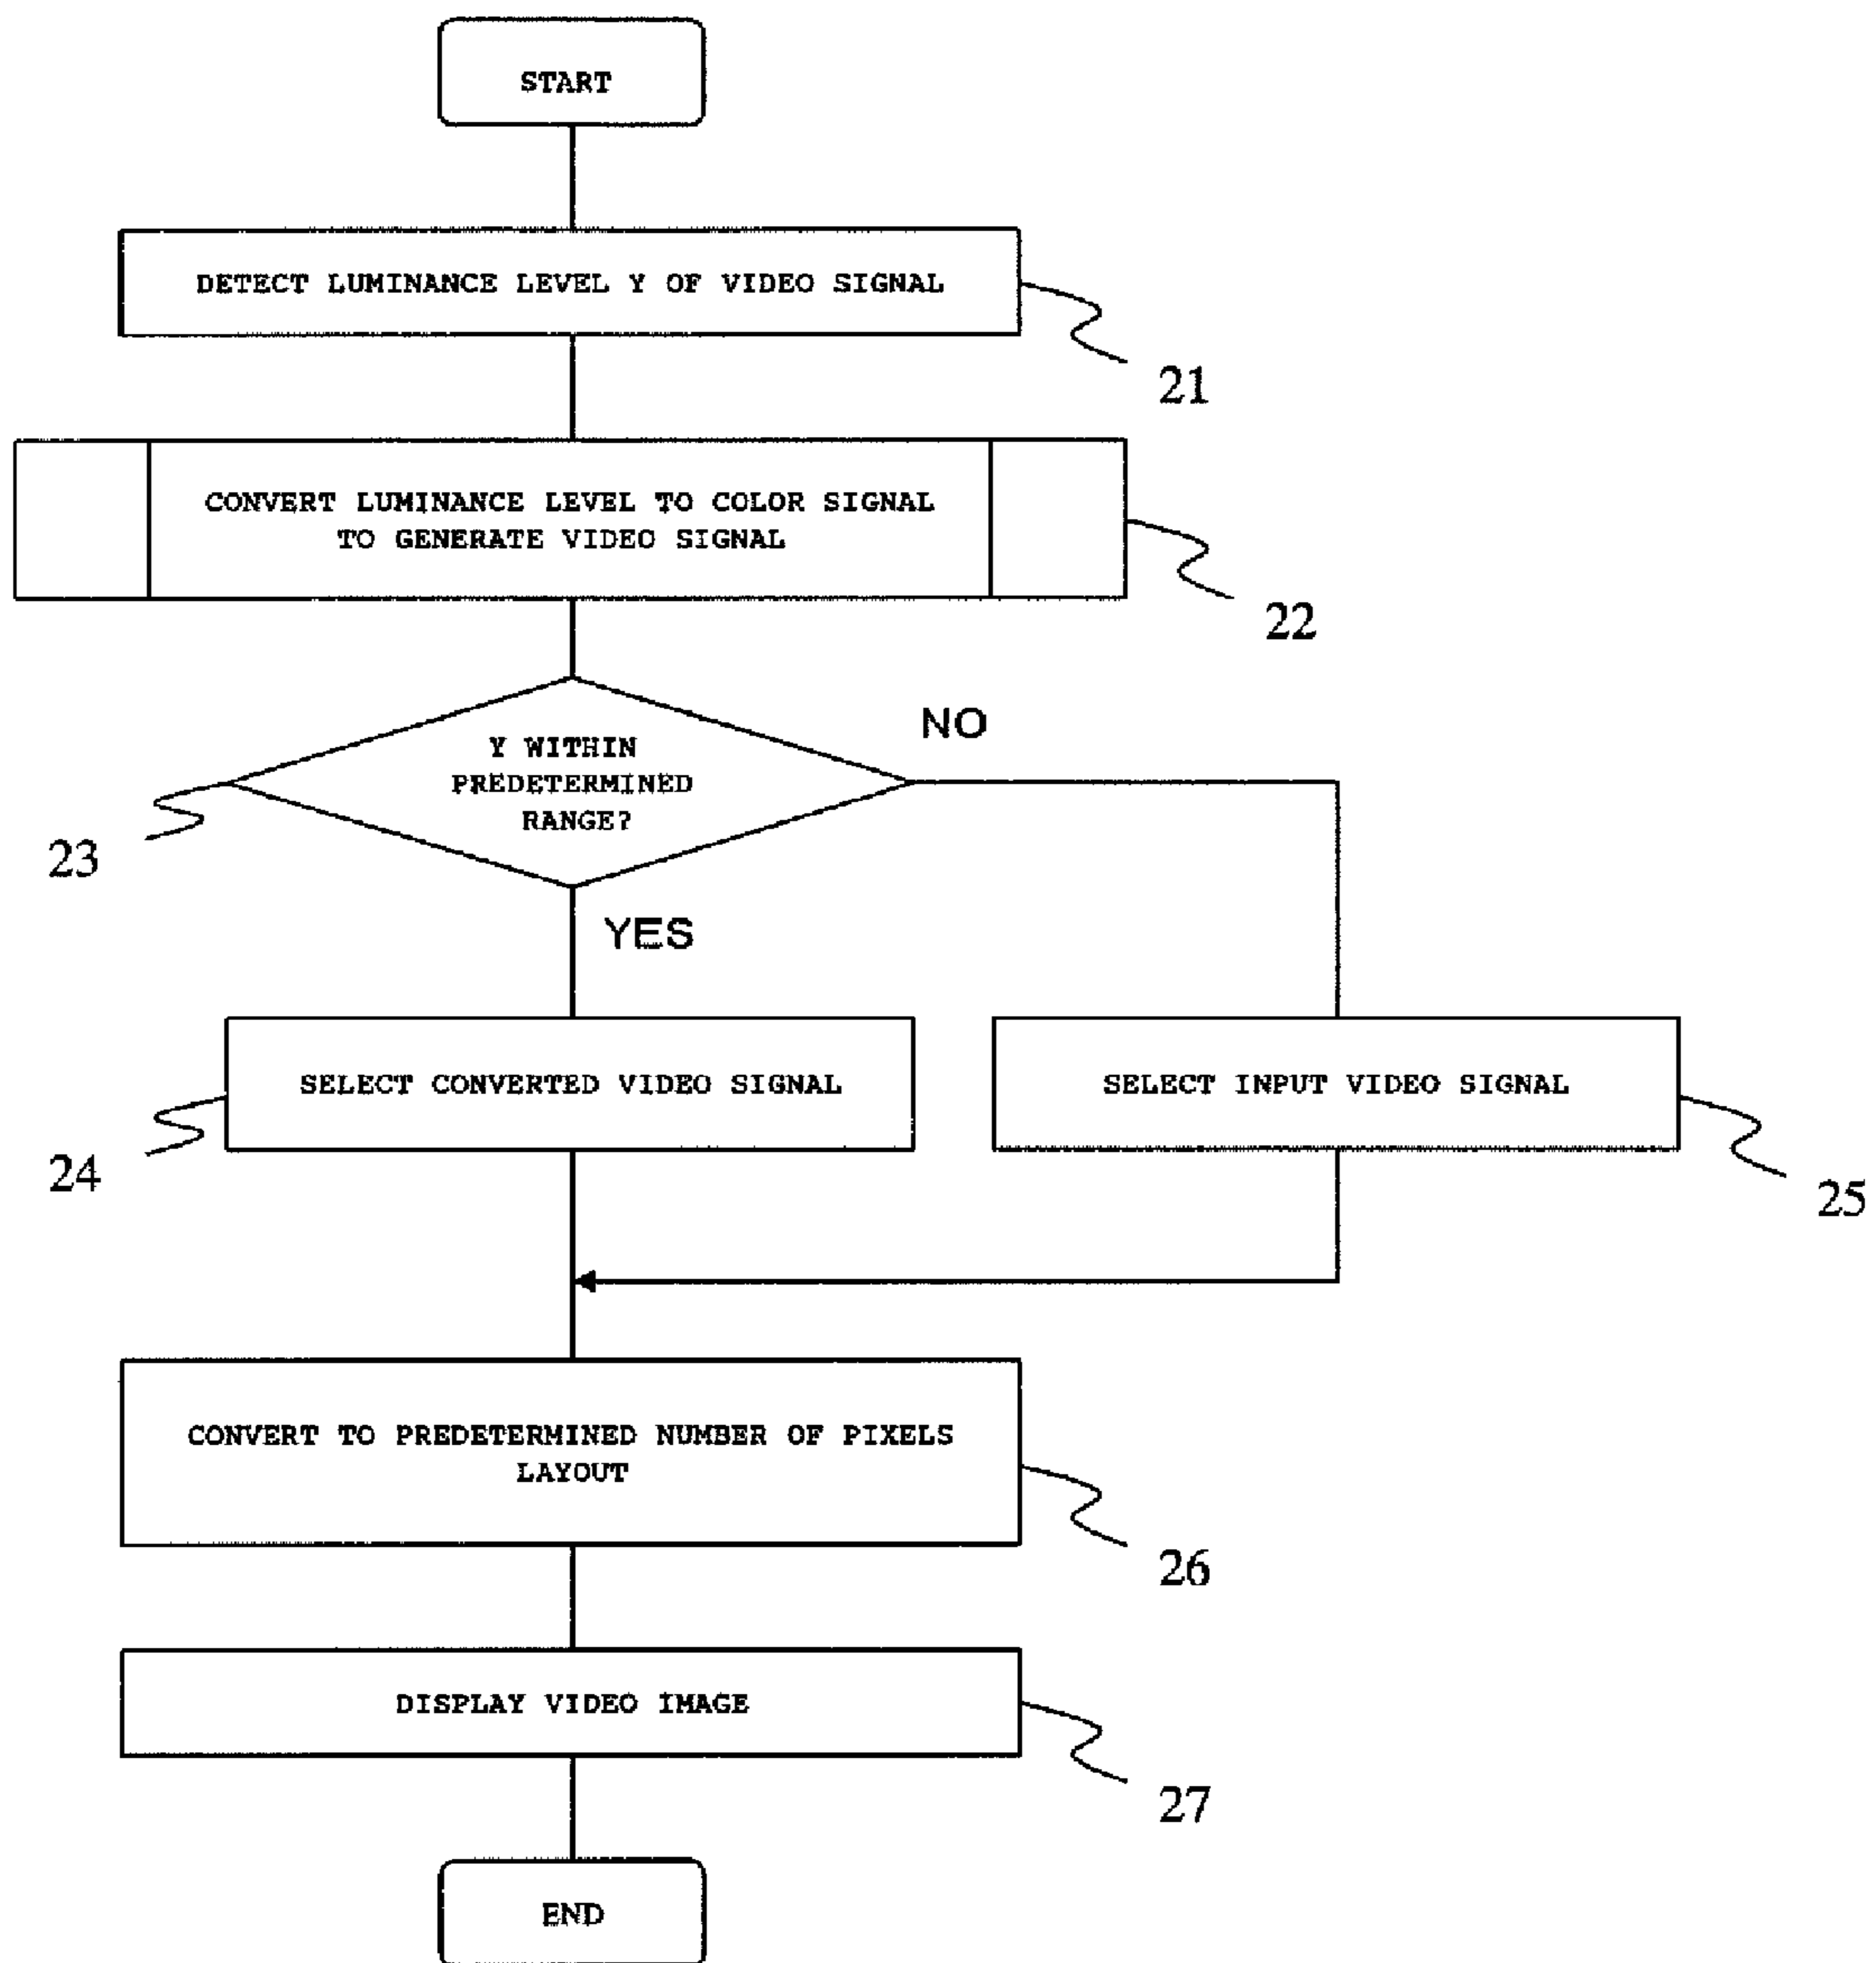 START
DETECT LUMINANCE LEVEL Y OF VIDEO SIGNAL
21
CONVERT LUMINANCE LEVEL TO COLOR SIGNAL
TO GENERATE VIDEO SIGNAL
22
Y WITHIN
PREDETERMINED
RANGE?
NO
23
YES
SELECT CONVERTED VIDEO SIGNAL
24
SELECT INPUT VIDEO SIGNAL
25
CONVERT TO PREDETERMINED NUMBER OF PIXELS
LAYOUT
26
DISPLAY VIDEO IMAGE
27
END